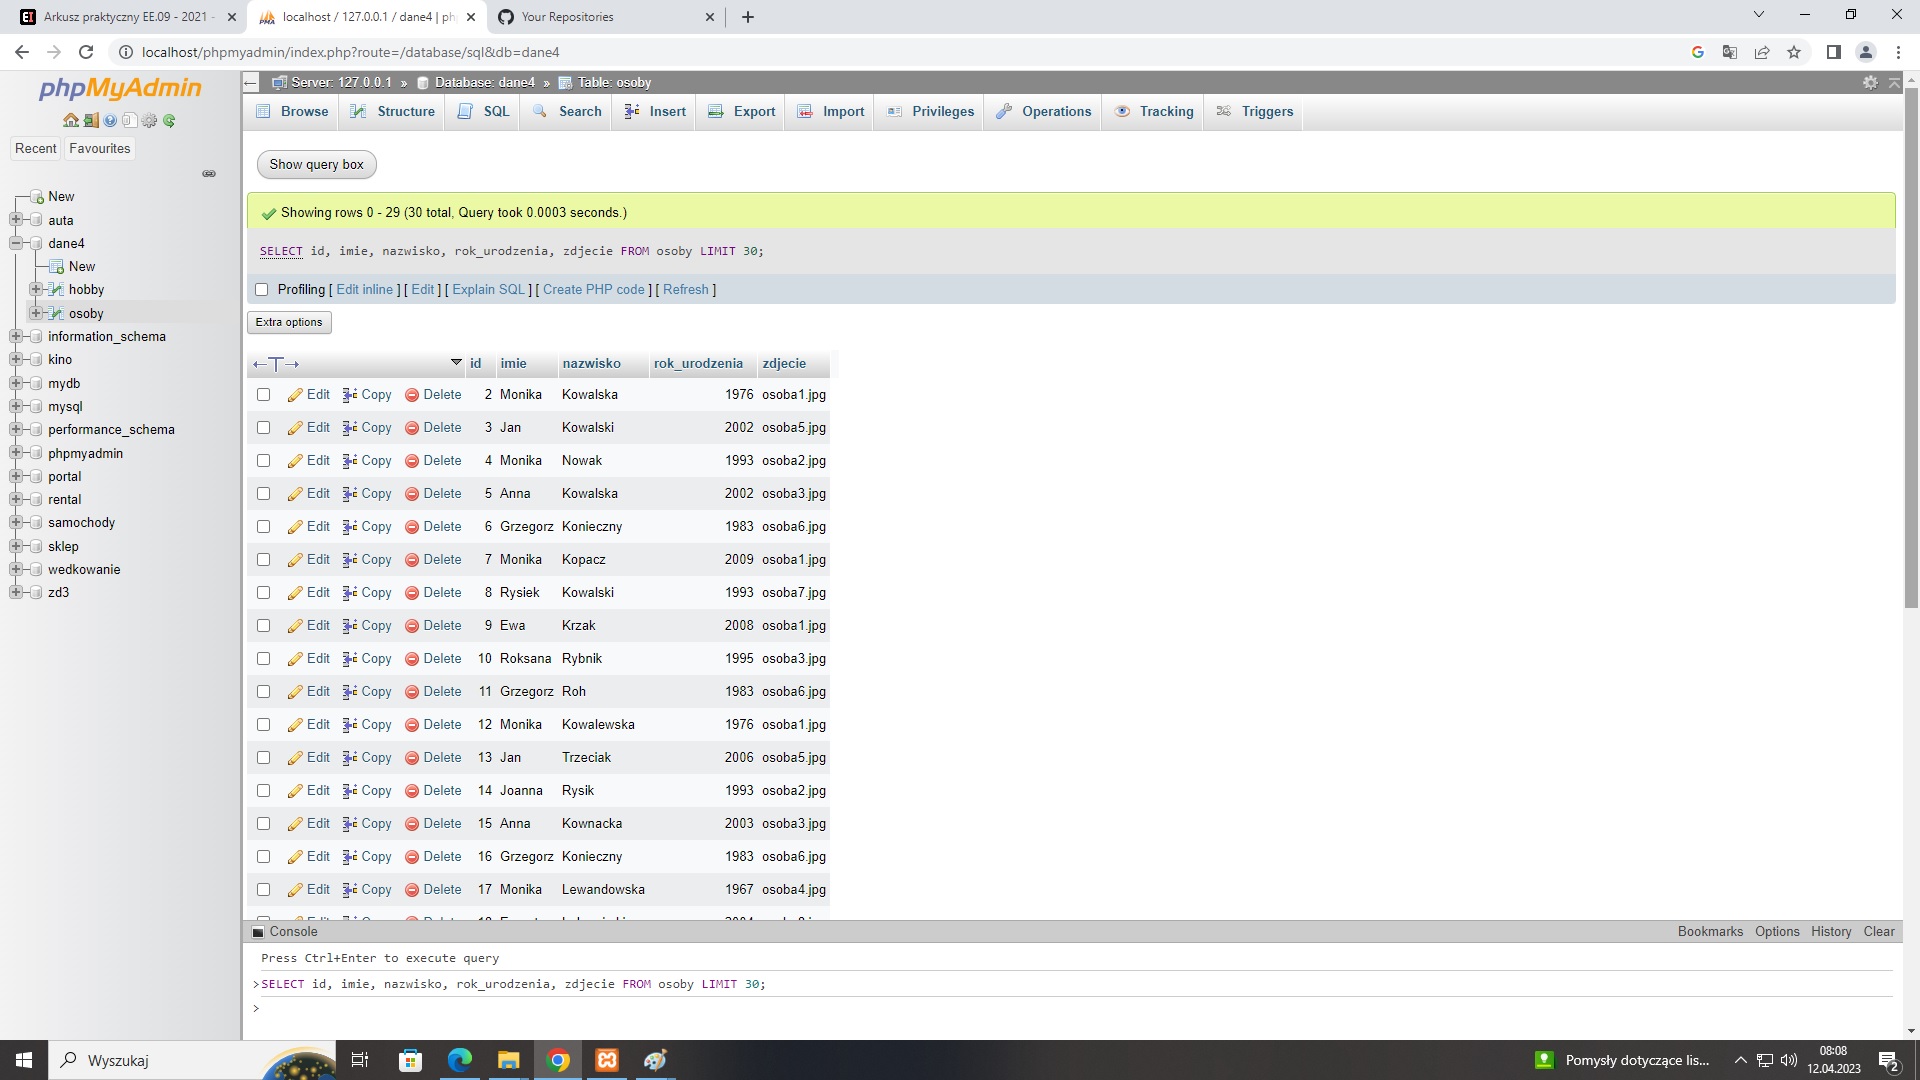 Arkusz praktyczny EE.09 - 2021 -
localhost / 127.0.0.1 / dane4 | ph
Your Repositories
localhost/phpmyadmin/index.php?route=/database/sql&db=dane4
phpMyAdmin
Recent
Favourites
New
auta
dane4
New
hobby
osoby
information_schema
kino
mydb
mysql
performance_schema
phpmyadmin
portal
rental
samochody
sklep
wedkowanie
zd3
Server: 127.0.0.1 » Database: dane4 » Table: osoby
Browse Structure SQL Search Insert Export Import Privileges Operations Tracking Triggers
Show query box
Showing rows 0 - 29 (30 total, Query took 0.0003 seconds.)
SELECT id, imie, nazwisko, rok_urodzenia, zdjecie FROM osoby LIMIT 30;
Profiling [ Edit inline ] [ Edit ] [ Explain SQL ] [ Create PHP code ] [ Refresh ]
Extra options
←T→ id imie nazwisko rok_urodzenia zdjecie
Edit Copy Delete 2 Monika Kowalska 1976 osoba1.jpg
Edit Copy Delete 3 Jan Kowalski 2002 osoba5.jpg
Edit Copy Delete 4 Monika Nowak 1993 osoba2.jpg
Edit Copy Delete 5 Anna Kowalska 2002 osoba3.jpg
Edit Copy Delete 6 Grzegorz Konieczny 1983 osoba6.jpg
Edit Copy Delete 7 Monika Kopacz 2009 osoba1.jpg
Edit Copy Delete 8 Rysiek Kowalski 1993 osoba7.jpg
Edit Copy Delete 9 Ewa Krzak 2008 osoba1.jpg
Edit Copy Delete 10 Roksana Rybnik 1995 osoba3.jpg
Edit Copy Delete 11 Grzegorz Roh 1983 osoba6.jpg
Edit Copy Delete 12 Monika Kowalewska 1976 osoba1.jpg
Edit Copy Delete 13 Jan Trzeciak 2006 osoba5.jpg
Edit Copy Delete 14 Joanna Rysik 1993 osoba2.jpg
Edit Copy Delete 15 Anna Kownacka 2003 osoba3.jpg
Edit Copy Delete 16 Grzegorz Konieczny 1983 osoba6.jpg
Edit Copy Delete 17 Monika Lewandowska 1967 osoba4.jpg
Console
Bookmarks Options History Clear
Press Ctrl+Enter to execute query
>SELECT id, imie, nazwisko, rok_urodzenia, zdjecie FROM osoby LIMIT 30;
>
Wyszukaj
Pomysły dotyczące lis...
08:08
12.04.2023
2